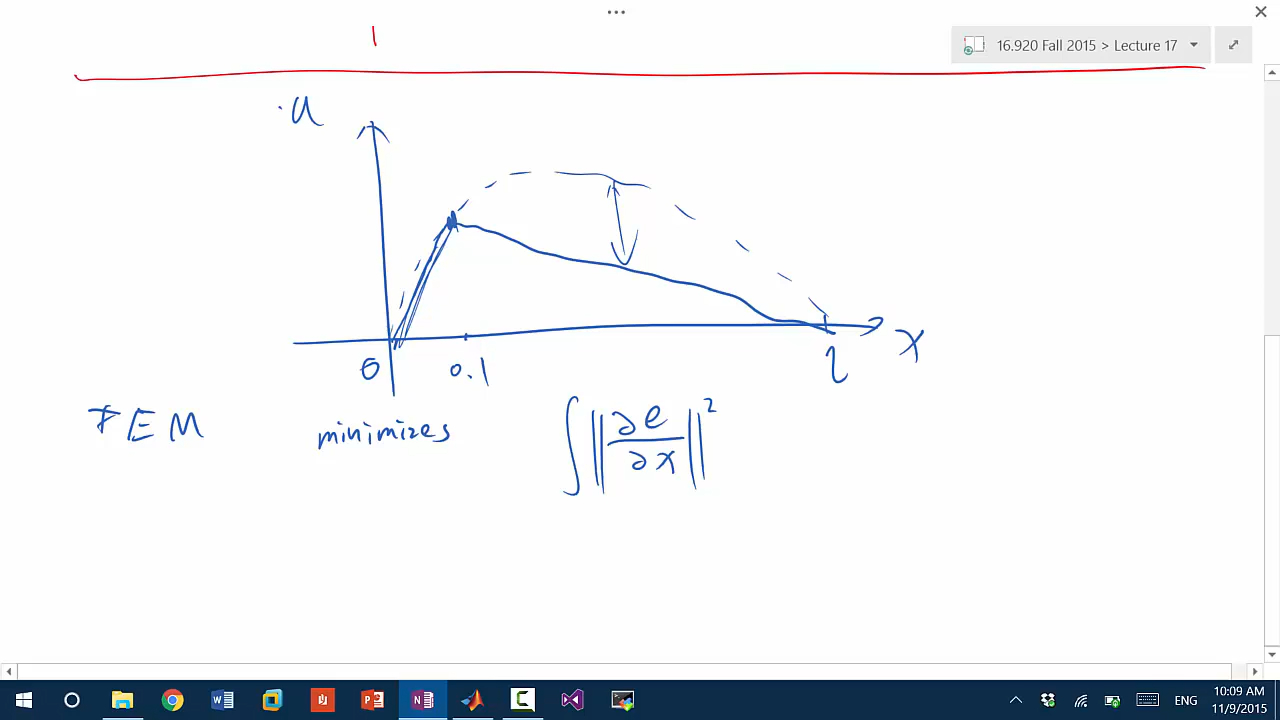 16.920 Fall 2015 > Lecture 17
u
0 0.1 1 x
FEM minimizes ∫ ‖∂e/∂x‖²
ENG
10:09 AM
11/9/2015